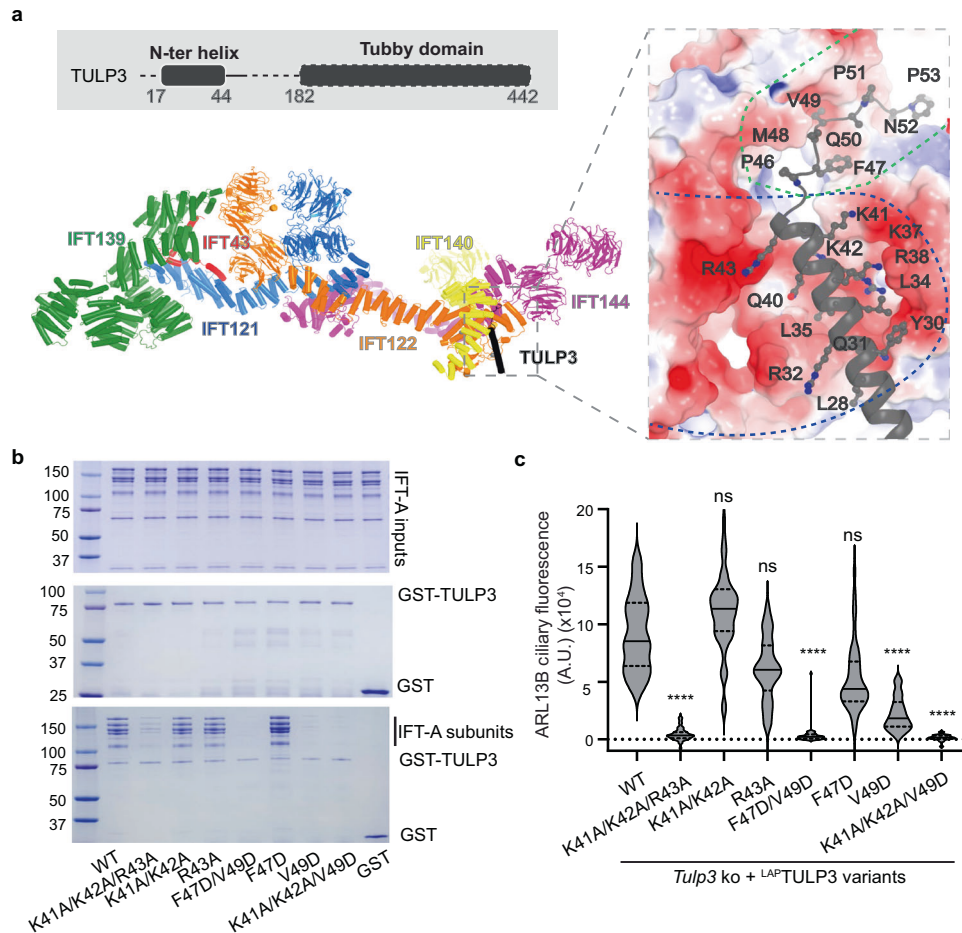 a
N-ter helix
Tubby domain
TULP3
17
44
182
442
IFT139
IFT43
IFT121
IFT122
IFT140
IFT144
TULP3
P51
P53
V49
M48
Q50
N52
P46
F47
K41
K37
K42
R38
R43
L34
Q40
L35
Y30
Q31
R32
L28
b
150
100
75
50
37
IFT-A inputs
100
75
50
37
25
GST-TULP3
GST
150
100
75
50
37
IFT-A subunits
GST-TULP3
GST
WT
K41A/K42A/R43A
K41A/K42A
R43A
F47D/V49D
F47D
V49D
K41A/K42A/V49D
GST
c
ARL13B ciliary fluorescence
(A.U.) (x10⁴)
20
15
10
5
0
****
ns
ns
****
ns
****
****
WT
K41A/K42A/R43A
K41A/K42A
R43A
F47D/V49D
F47D
V49D
K41A/K42A/V49D
Tulp3 ko + ᴸᴬᴾTULP3 variants